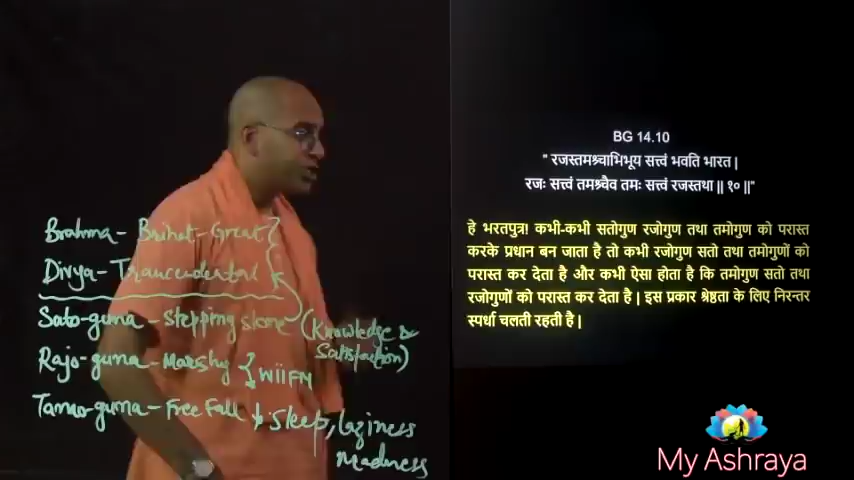 Brahma - Brihat - Great
Divya - Trancendental
Sato-guna - Stepping Stone (Knowledge &
Satisfaction)
Rajo-guna - Marshy } WIIFM
Tamo-guna - Free Fall ↓ Sleep, laziness
Madness
BG 14.10
" रजस्तमश्चाभिभूय सत्त्वं भवति भारत |
रजः सत्त्वं तमश्चैव तमः सत्त्वं रजस्तथा || १० ||"
हे भरतपुत्र! कभी-कभी सतोगुण रजोगुण तथा तमोगुण को परास्त
करके प्रधान बन जाता है तो कभी रजोगुण सतो तथा तमोगुणों को
परास्त कर देता है और कभी ऐसा होता है कि तमोगुण सतो तथा
रजोगुणों को परास्त कर देता है | इस प्रकार श्रेष्ठता के लिए निरन्तर
स्पर्धा चलती रहती है |
My Ashraya